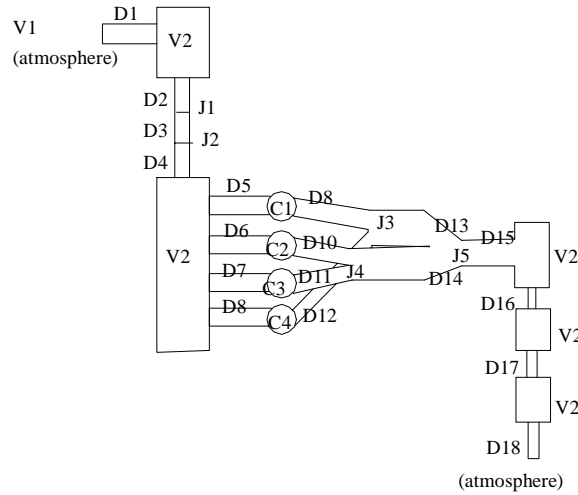 D1
V1
V2
(atmosphere)
D2
J1
D3
J2
D4
D5
D8
C1
J3
D13
D6
D10
D15
C2
J5
V2
V2
D7
D11
J4
D14
C3
D16
D8
C4
D12
V2
D17
V2
D18
(atmosphere)